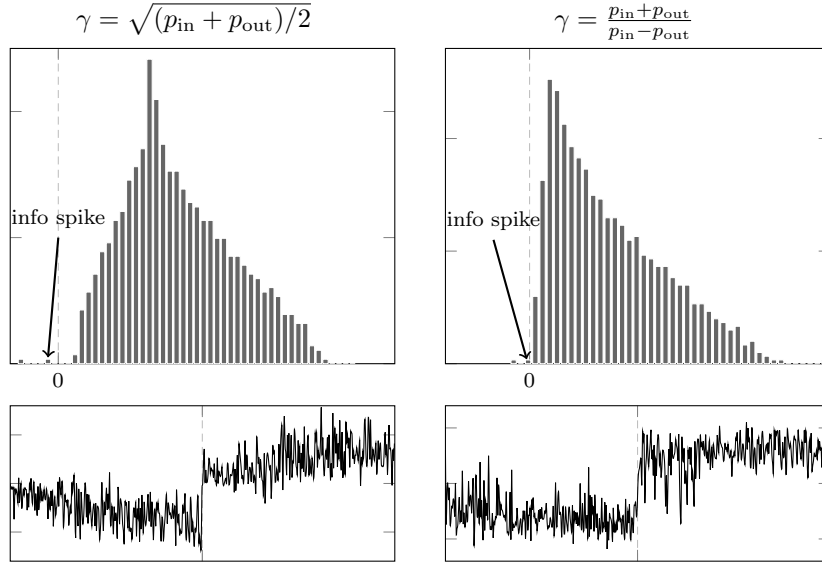 γ = √(p_in + p_out)/2
γ = p_in+p_out / p_in−p_out
info spike
info spike
0
0